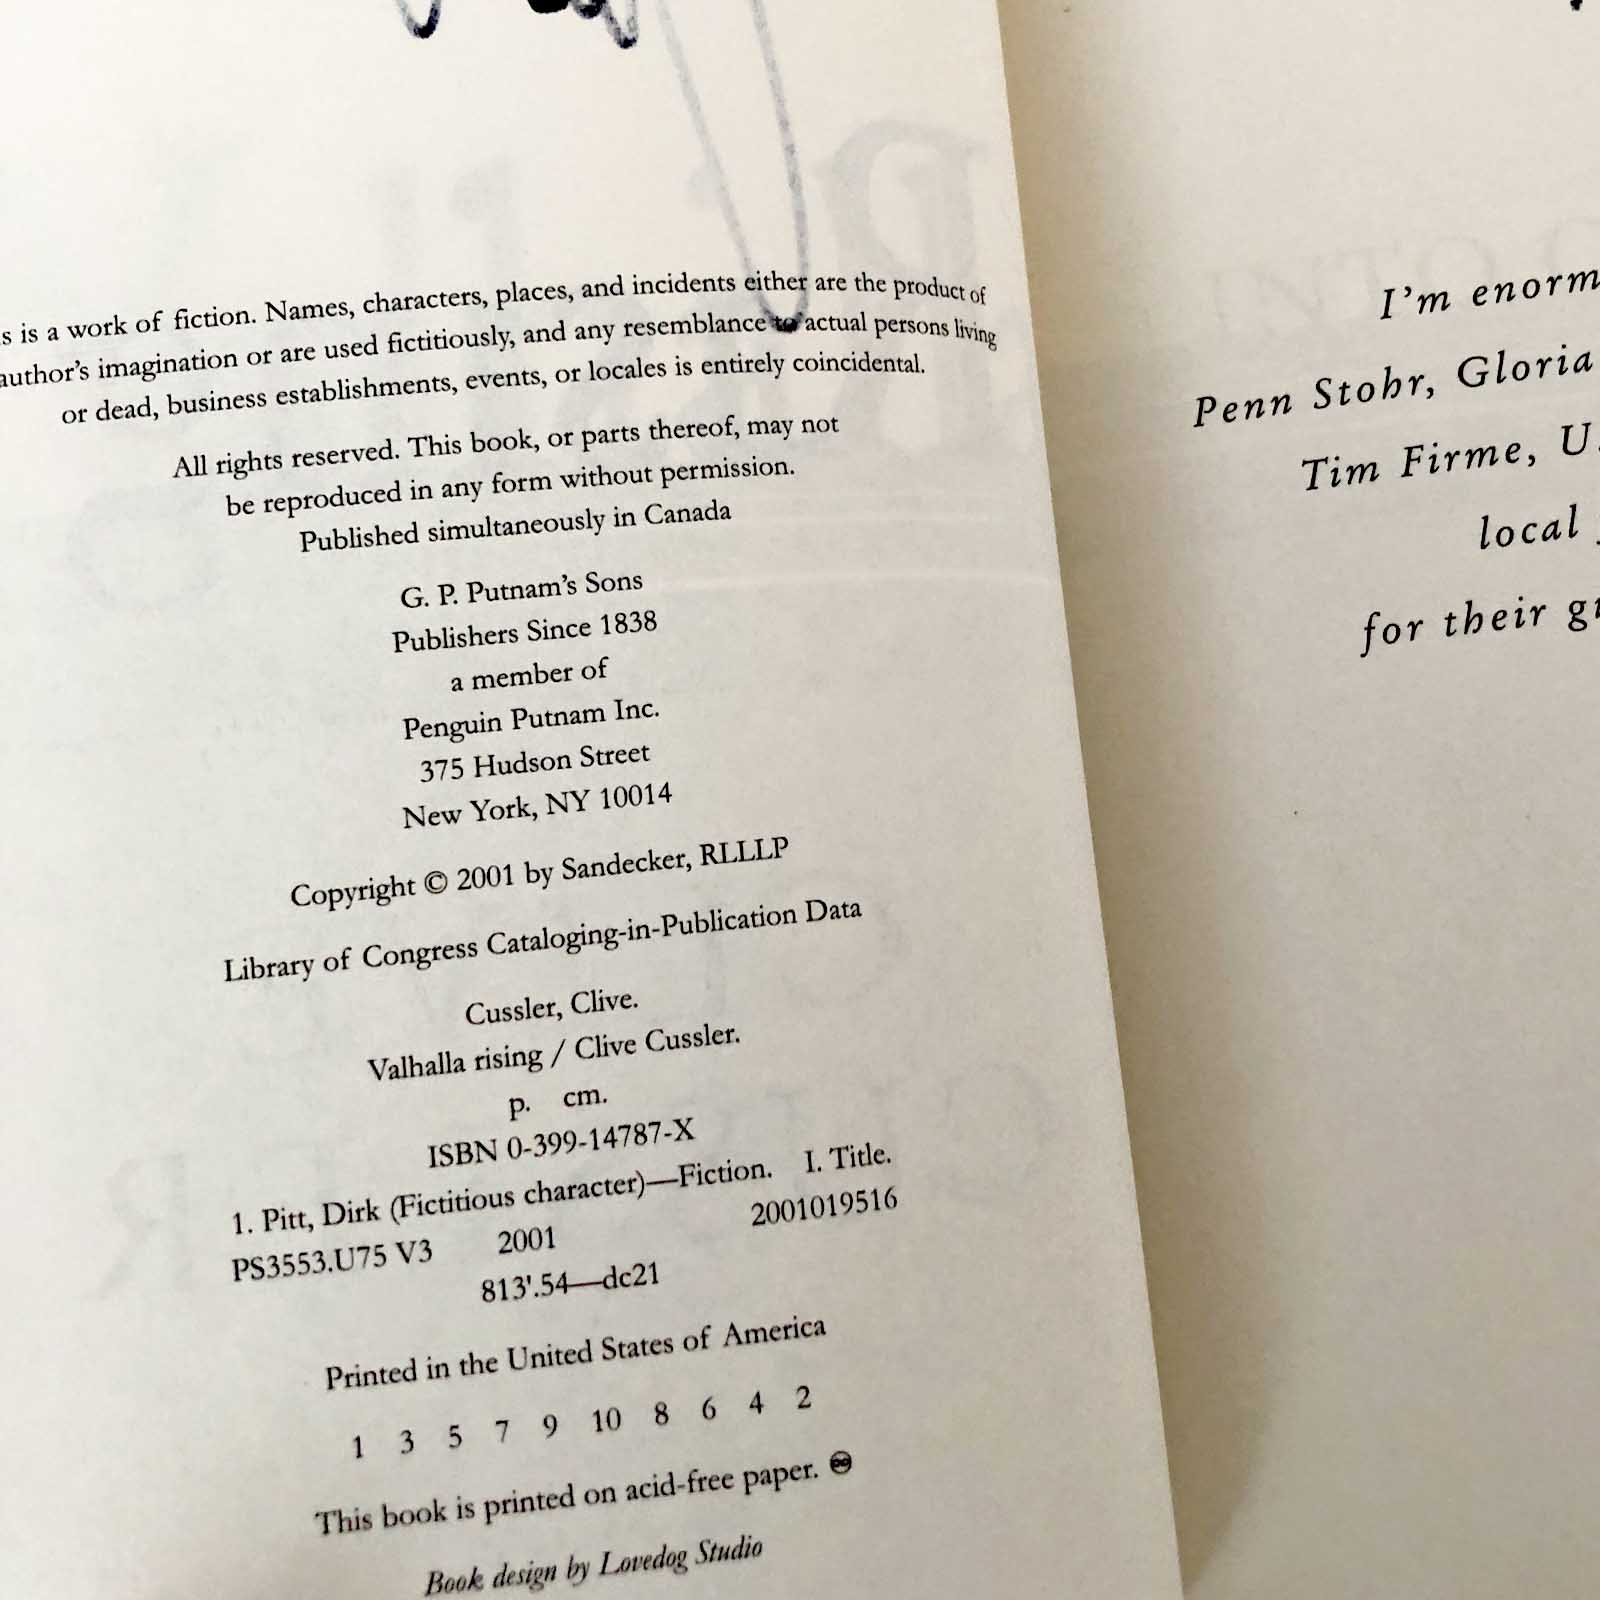 s is a work of fiction. Names, characters, places, and incidents either are the product of
author's imagination or are used fictitiously, and any resemblance to actual persons living
or dead, business establishments, events, or locales is entirely coincidental.
All rights reserved. This book, or parts thereof, may not
be reproduced in any form without permission.
Published simultaneously in Canada
G. P. Putnam's Sons
Publishers Since 1838
a member of
Penguin Putnam Inc.
375 Hudson Street
New York, NY 10014
Copyright © 2001 by Sandecker, RLLLP
Library of Congress Cataloging-in-Publication Data
Cussler, Clive.
Valhalla rising / Clive Cussler.
p. cm.
ISBN 0-399-14787-X
1. Pitt, Dirk (Fictitious character)—Fiction. I. Title.
PS3553.U75 V3 2001 2001019516
813'.54—dc21
Printed in the United States of America
1 3 5 7 9 10 8 6 4 2
This book is printed on acid-free paper.
Book design by Lovedog Studio
I'm enorm
Penn Stohr, Gloria
Tim Firme, U.
local
for their gr